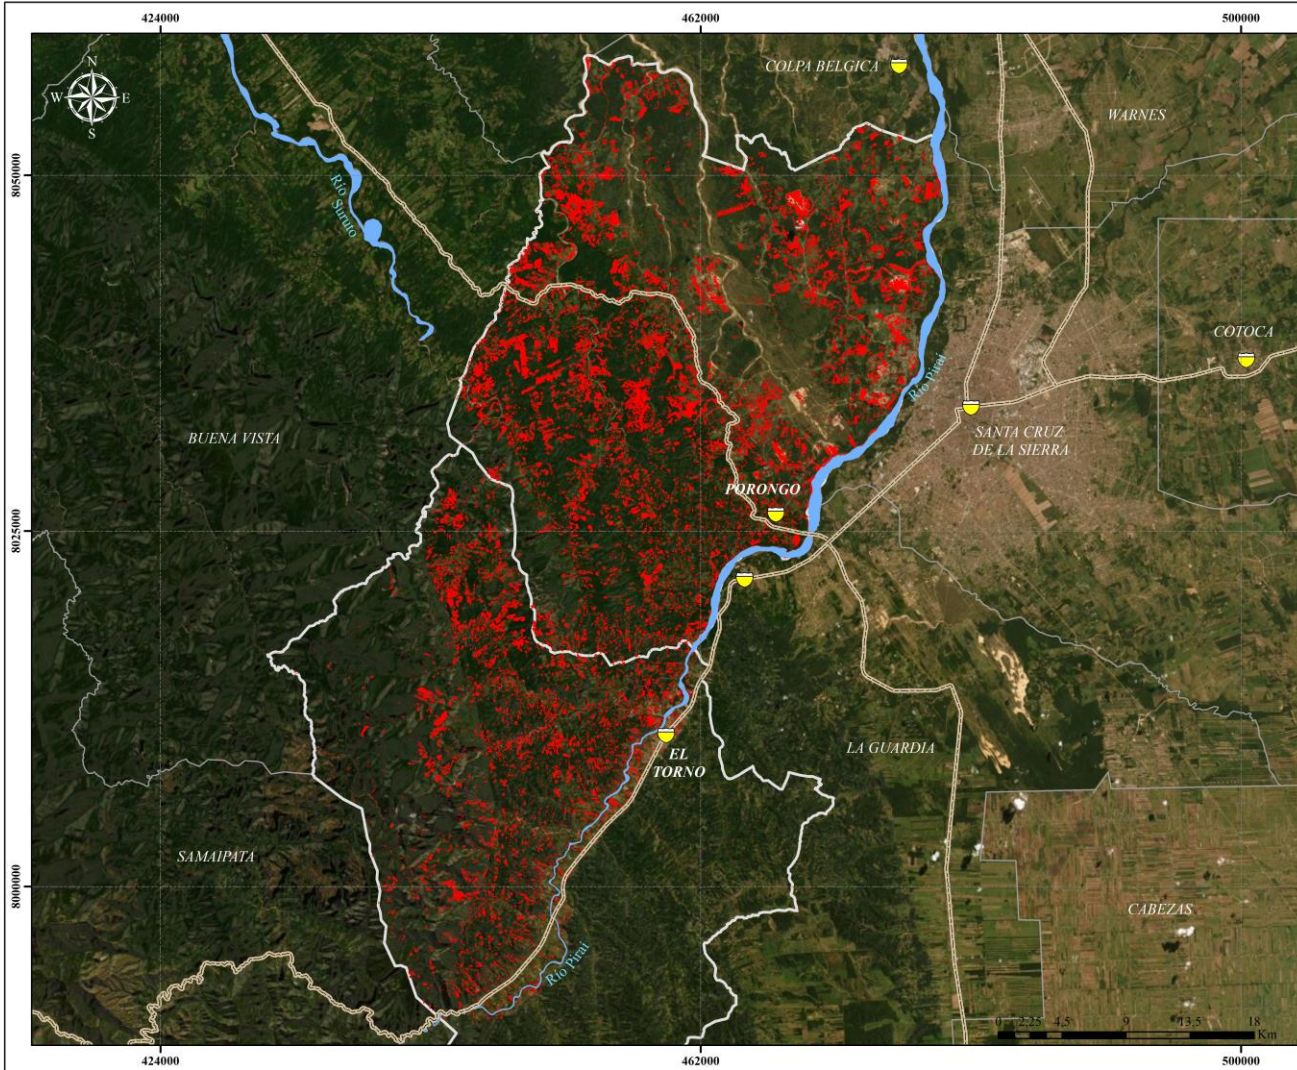 424000
462000
500000
N
W
E
S
COLPA BELGICA
WARNES
8050000
Río Suruto
COTOCA
Río Piraí
BUENA VISTA
SANTA CRUZ
DE LA SIERRA
PORONGO
8025000
EL
TORNO
LA GUARDIA
SAMAIPATA
8000000
CABEZAS
Río Piraí
0
2,25
4,5
9
13,5
18
Km
424000
462000
500000